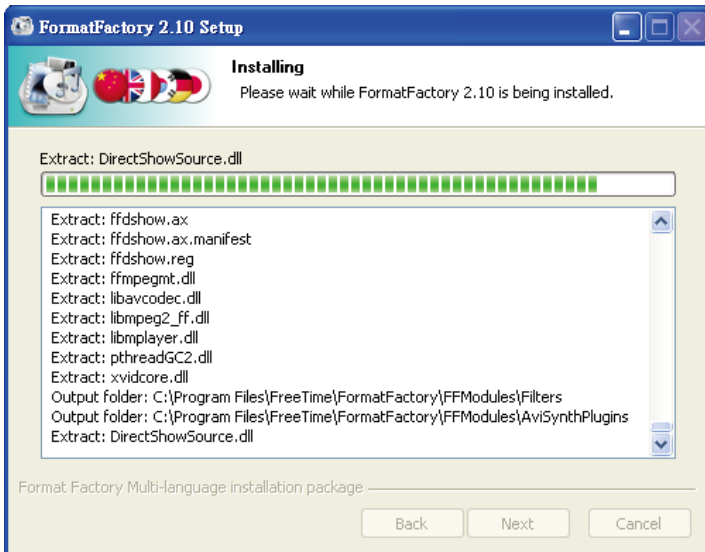 FormatFactory 2.10 Setup
Installing
Please wait while FormatFactory 2.10 is being installed.
Extract: DirectShowSource.dll
Extract: ffdshow.ax
Extract: ffdshow.ax.manifest
Extract: ffdshow.reg
Extract: ffmpegmt.dll
Extract: libavcodec.dll
Extract: libmpeg2_ff.dll
Extract: libmplayer.dll
Extract: pthreadGC2.dll
Extract: xvidcore.dll
Output folder: C:\Program Files\FreeTime\FormatFactory\FFModules\Filters
Output folder: C:\Program Files\FreeTime\FormatFactory\FFModules\AviSynthPlugins
Extract: DirectShowSource.dll
Format Factory Multi-language installation package
Back
Next
Cancel